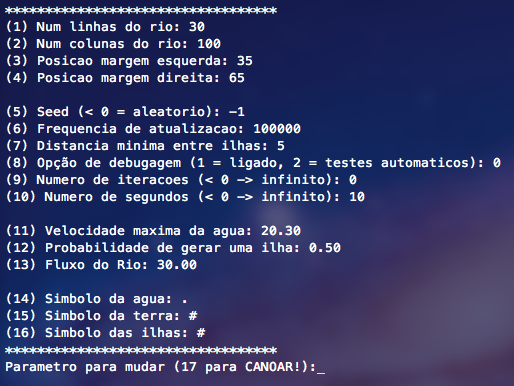 **********************************
(1) Num linhas do rio: 30
(2) Num colunas do rio: 100
(3) Posicao margem esquerda: 35
(4) Posicao margem direita: 65
(5) Seed (< 0 = aleatorio): -1
(6) Frequencia de atualizacao: 100000
(7) Distancia minima entre ilhas: 5
(8) Opção de debugagem (1 = ligado, 2 = testes automaticos): 0
(9) Numero de iteracoes (< 0 -> infinito): 0
(10) Numero de segundos (< 0 -> infinito): 10
(11) Velocidade maxima da agua: 20.30
(12) Probabilidade de gerar uma ilha: 0.50
(13) Fluxo do Rio: 30.00
(14) Simbolo da agua: .
(15) Simbolo da terra: #
(16) Simbolo das ilhas: #
**********************************
Parametro para mudar (17 para CANOAR!):_